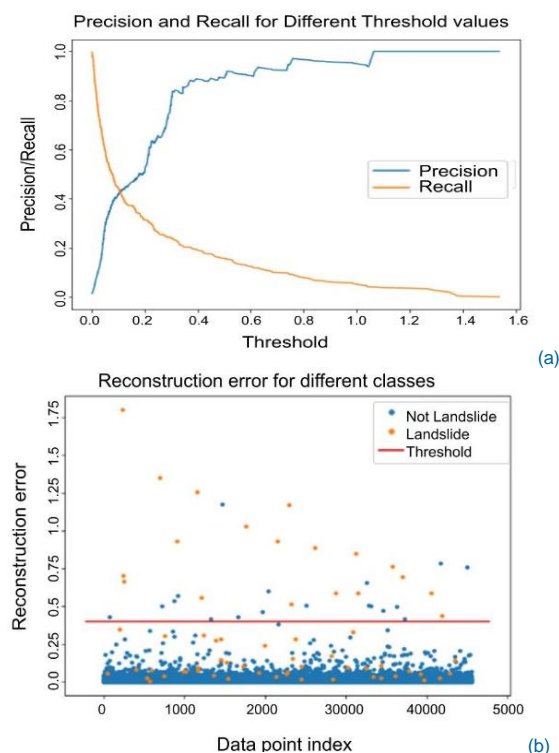 Precision and Recall for Different Threshold values
Precision/Recall
1.0
0.8
0.6
0.4
0.2
0.0
Precision
Recall
0.0 0.2 0.4 0.6 0.8 1.0 1.2 1.4 1.6
Threshold
(a)
Reconstruction error for different classes
Reconstruction error
1.75
1.5
1.25
1.0
0.75
0.5
0.25
0.0
Not Landslide
Landslide
Threshold
0 1000 2000 30000 40000 5000
Data point index
(b)